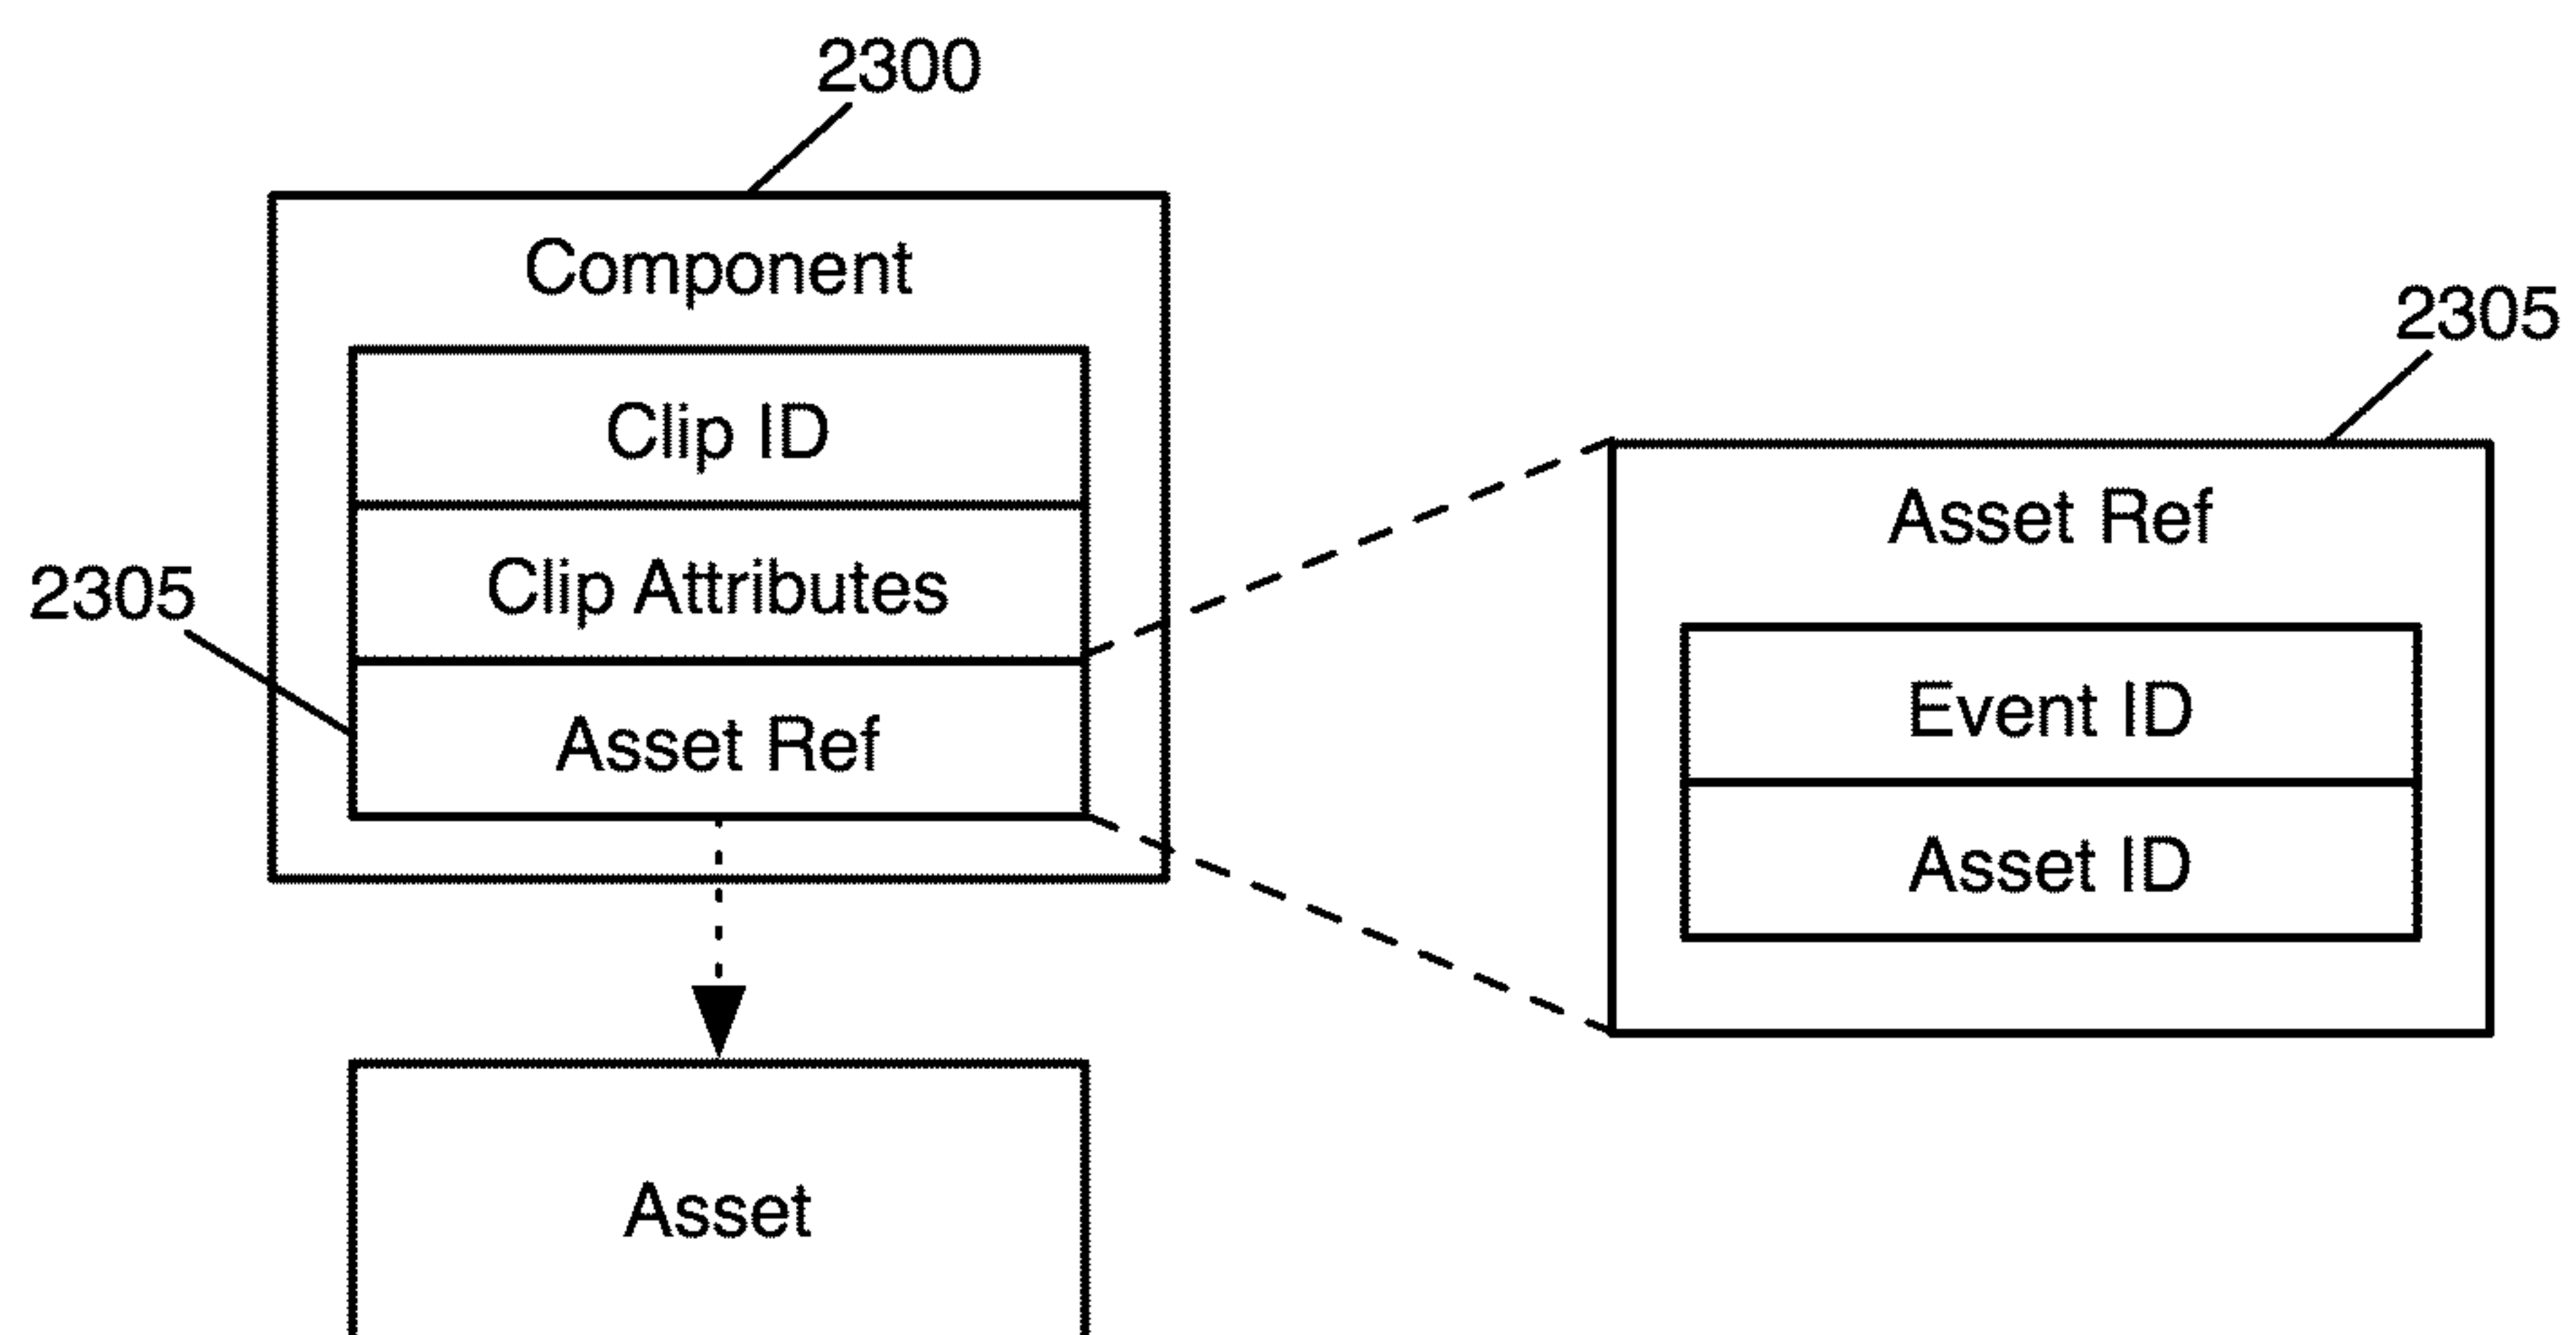 2300
Component
Clip ID
Clip Attributes
2305
Asset Ref
2305
Asset Ref
Event ID
Asset ID
Asset